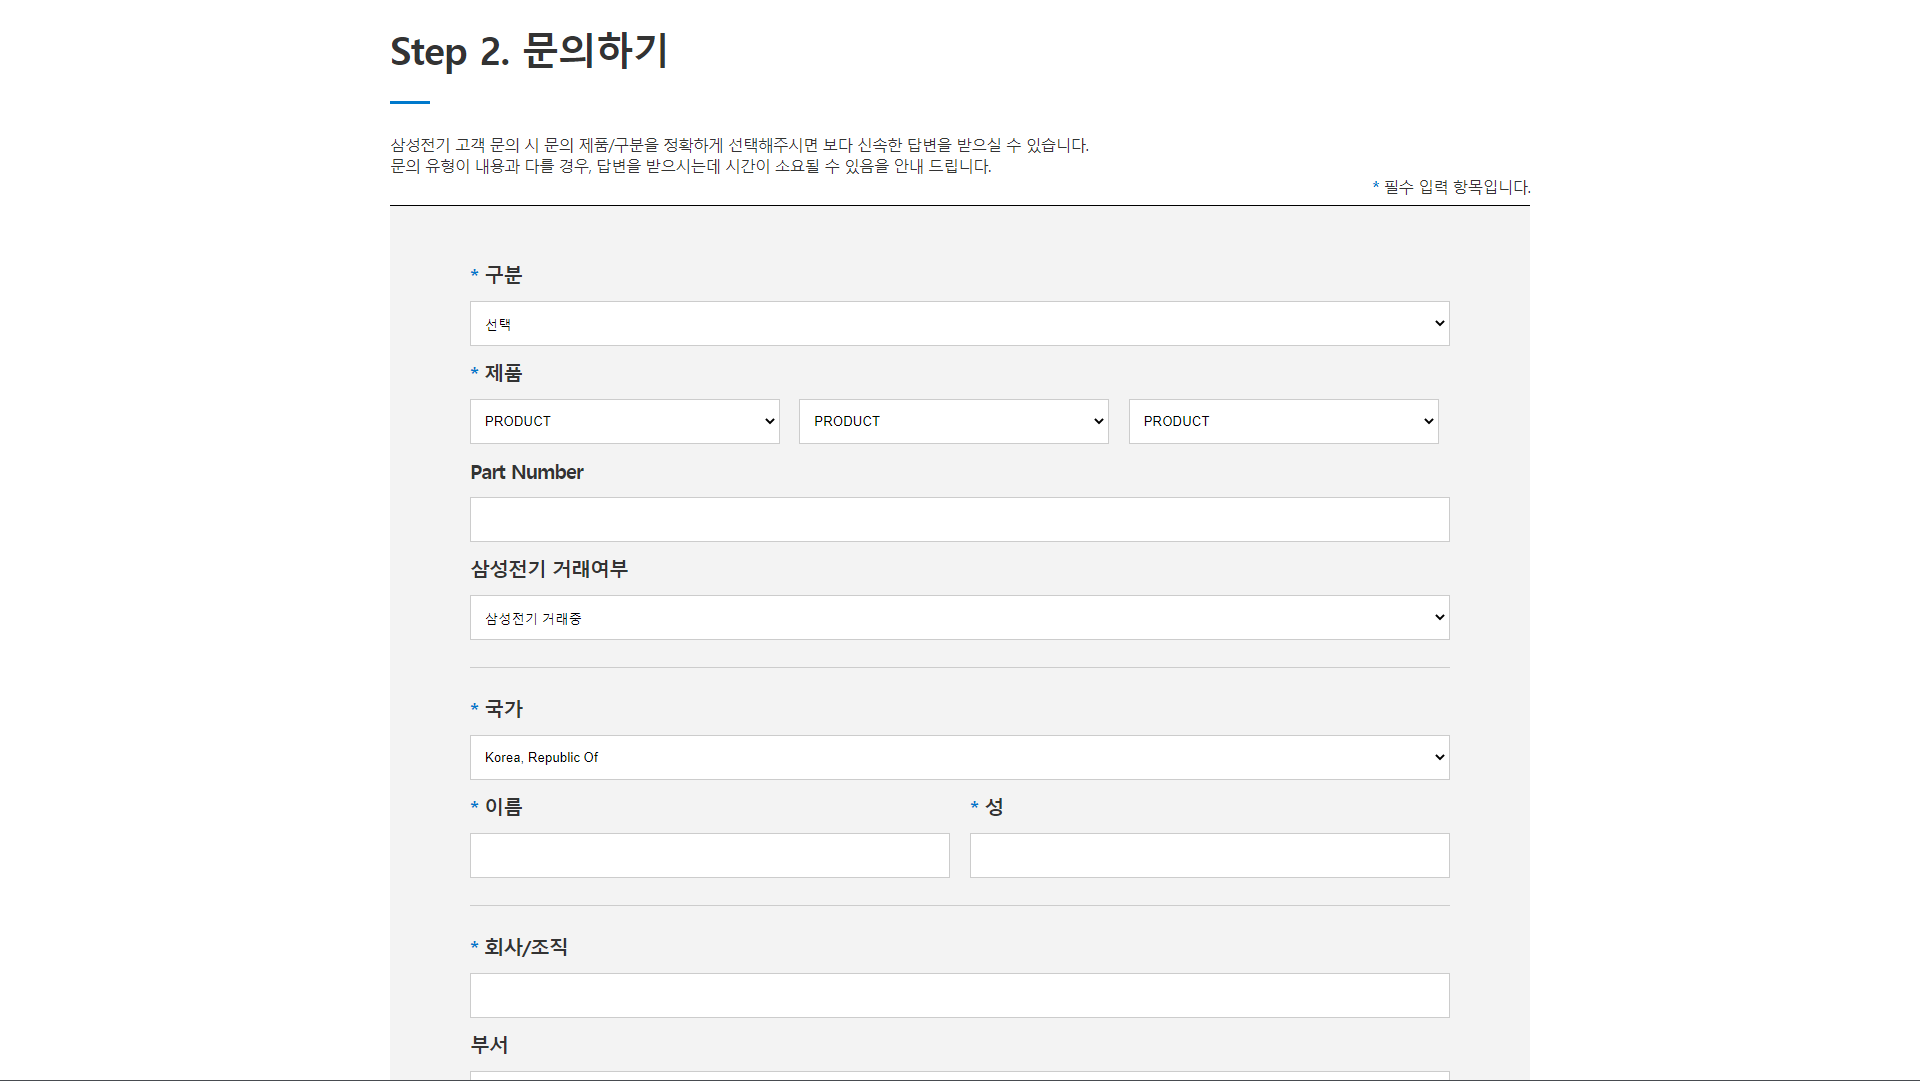 Step 2. 문의하기
삼성전기 고객 문의 시 문의 제품/구분을 정확하게 선택해주시면 보다 신속한 답변을 받으실 수 있습니다.
문의 유형이 내용과 다를 경우, 답변을 받으시는데 시간이 소요될 수 있음을 안내 드립니다.
* 필수 입력 항목입니다.
* 구분
선택
* 제품
PRODUCT PRODUCT PRODUCT
Part Number
삼성전기 거래여부
삼성전기 거래중
* 국가
Korea, Republic Of
* 이름 * 성
* 회사/조직
부서